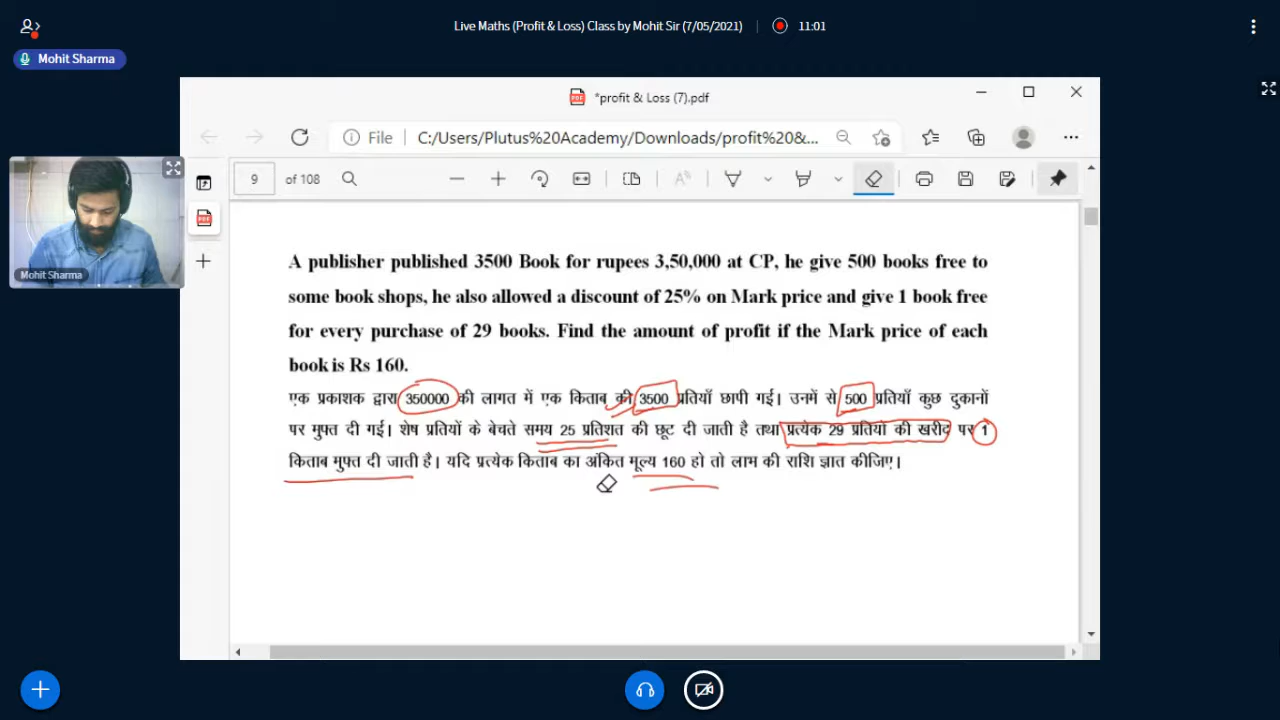 Live Maths (Profit & Loss) Class by Mohit Sir (7/05/2021)
11:01
Mohit Sharma
*profit & Loss (7).pdf
File
C:/Users/Plutus%20Academy/Downloads/profit%20&...
9 of 108
Mohit Sharma
A publisher published 3500 Book for rupees 3,50,000 at CP, he give 500 books free to
some book shops, he also allowed a discount of 25% on Mark price and give 1 book free
for every purchase of 29 books. Find the amount of profit if the Mark price of each
book is Rs 160.
एक प्रकाशक द्वारा 350000 की लागत में एक किताब की 3500 प्रतियाँ छापी गई। उनमें से 500 प्रतियाँ कुछ दुकानों
पर मुफ्त दी गई। शेष प्रतियों के बेचते समय 25 प्रतिशत की छूट दी जाती है तथा प्रत्येक 29 प्रतियों की खरीद पर 1
किताब मुफ्त दी जाती है। यदि प्रत्येक किताब का अंकित मूल्य 160 हो तो लाभ की राशि ज्ञात कीजिए।